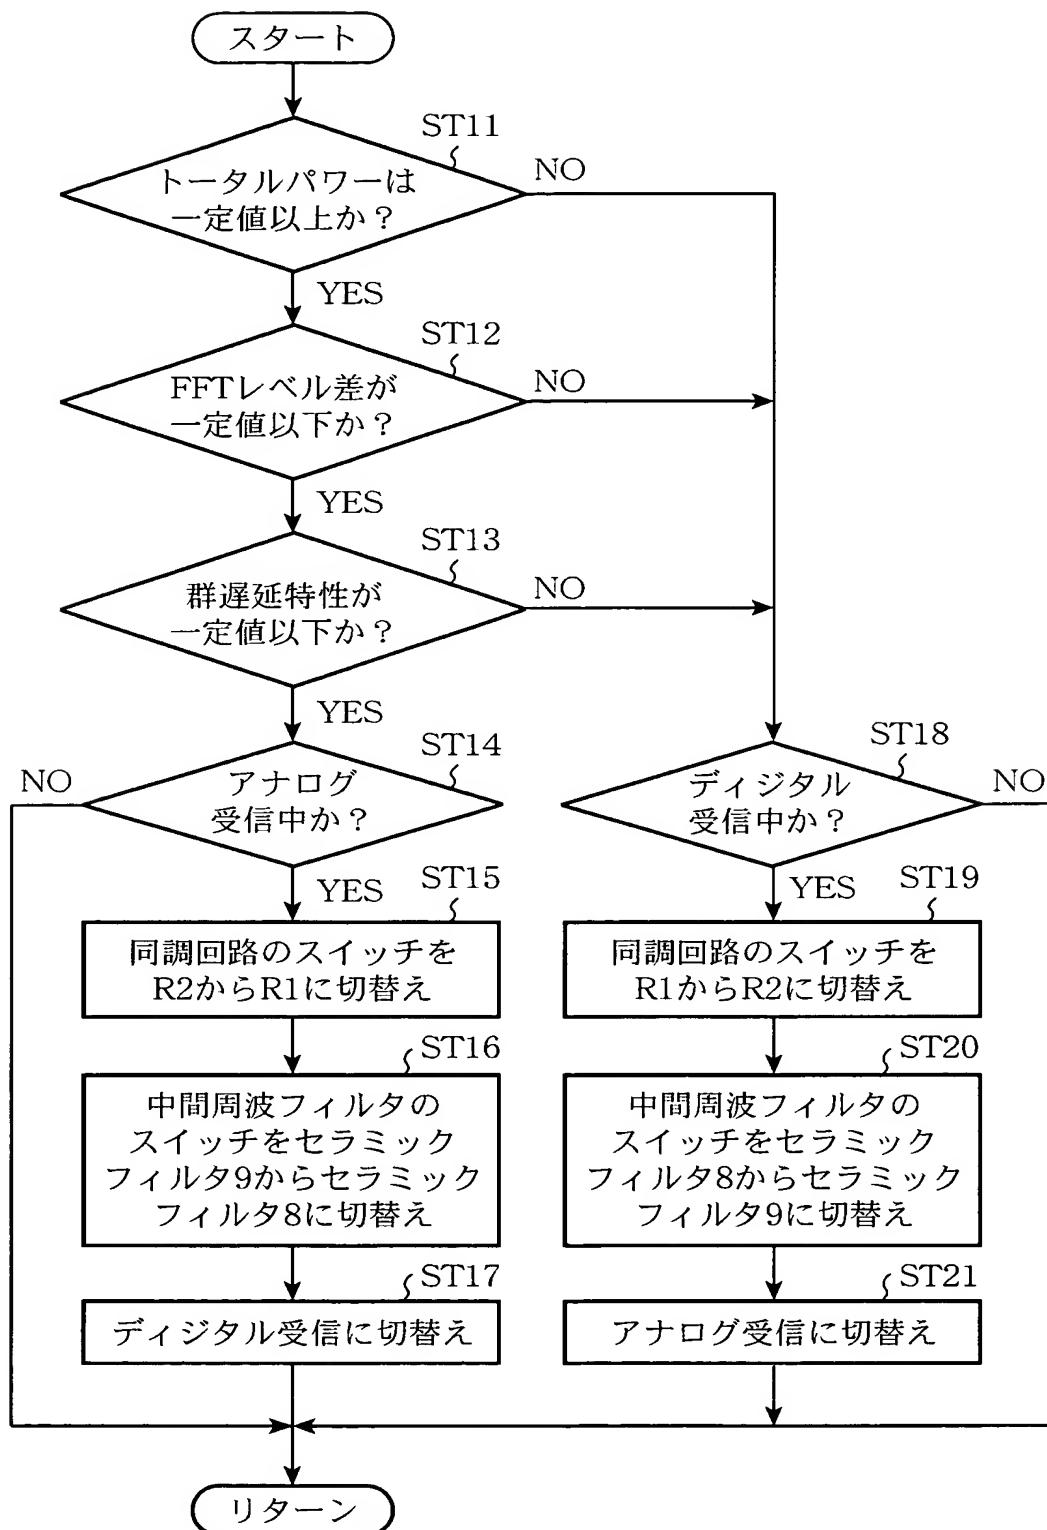 スタート
ST11
トータルパワーは
一定値以上か？
NO
YES
ST12
FFTレベル差が
一定値以下か？
NO
YES
ST13
群遅延特性が
一定値以下か？
NO
YES
ST14
NO
アナログ
受信中か？
YES
ST18
ディジタル
受信中か？
NO
YES
ST15
同調回路のスイッチを
R2からR1に切替え
ST19
同調回路のスイッチを
R1からR2に切替え
ST16
中間周波フィルタの
スイッチをセラミック
フィルタ9からセラミック
フィルタ8に切替え
ST20
中間周波フィルタの
スイッチをセラミック
フィルタ8からセラミック
フィルタ9に切替え
ST17
ディジタル受信に切替え
ST21
アナログ受信に切替え
リターン